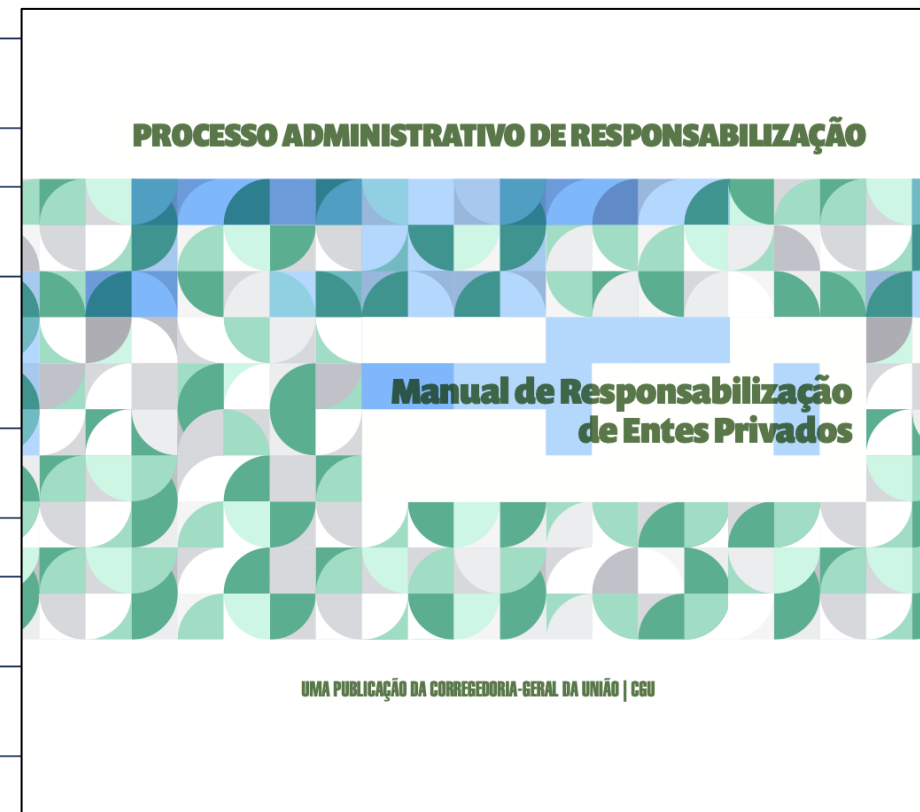 PROCESSO ADMINISTRATIVO DE RESPONSABILIZAÇÃO
Manual de Responsabilização
de Entes Privados
UMA PUBLICAÇÃO DA CORREGEDORIA-GERAL DA UNIÃO | CGU